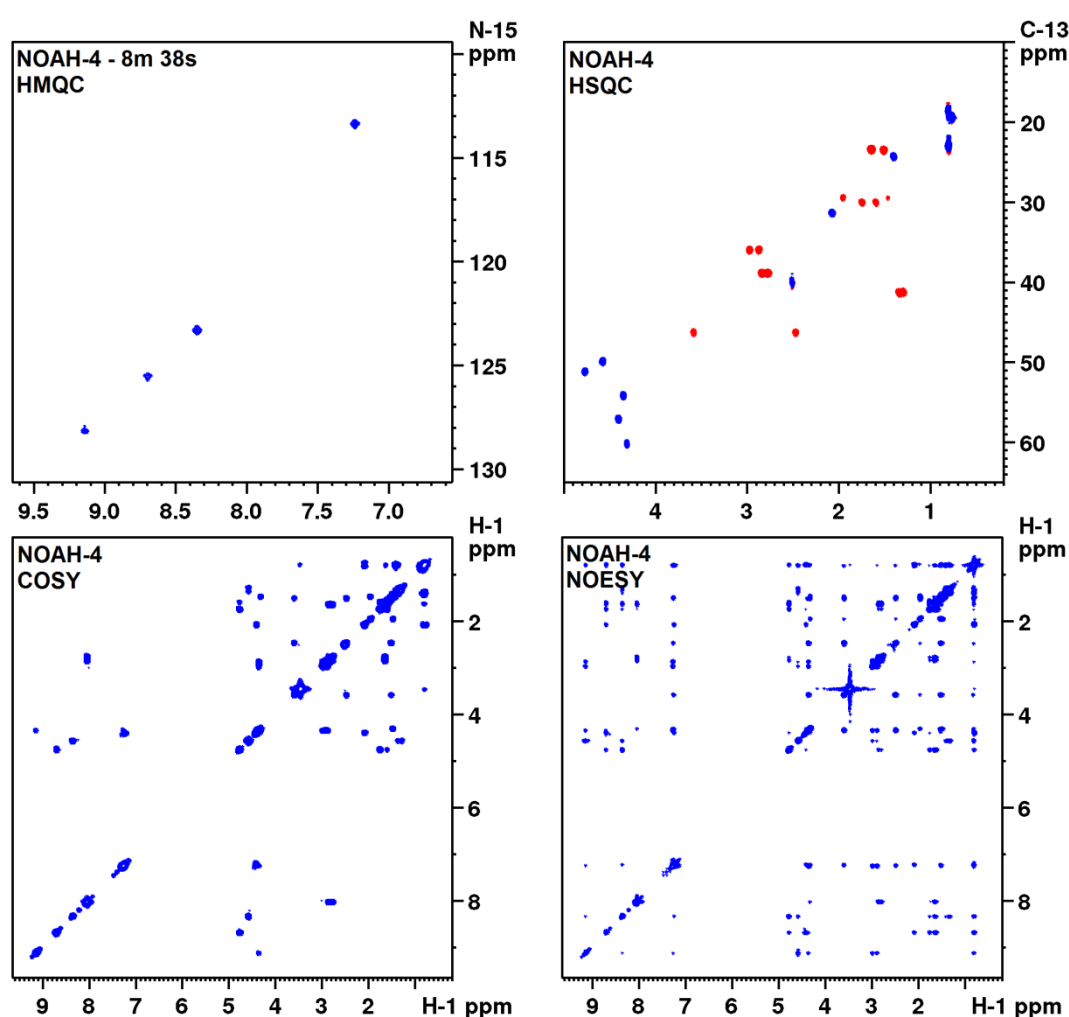 N-15
ppm
NOAH-4 - 8m 38s
HMQC
115
120
125
130
9.5 9.0 8.5 8.0 7.5 7.0
C-13
ppm
NOAH-4
HSQC
20
30
40
50
60
4 3 2 1
H-1
ppm
NOAH-4
COSY
2
4
6
8
9 8 7 6 5 4 3 2 H-1 ppm
H-1
ppm
NOAH-4
NOESY
2
4
6
8
9 8 7 6 5 4 3 2 H-1 ppm